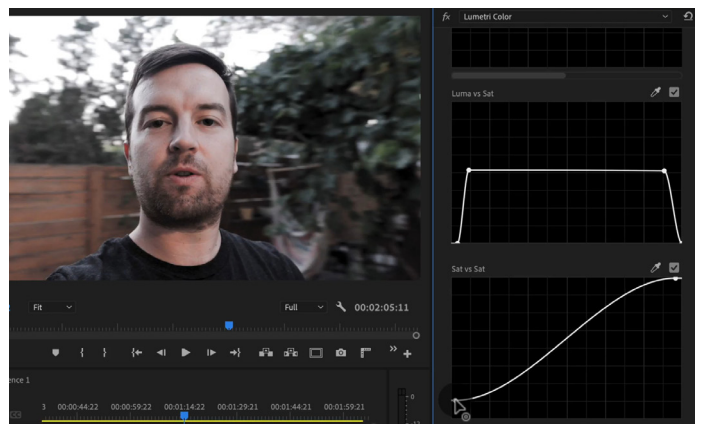 fx Lumetri Color
Luma vs Sat
Sat vs Sat
Fit Full 00:02:05:11
ence 1
3 00:00:44:22 00:00:59:22 00:01:14:22 00:01:29:21 00:01:44:21 00:01:59:21
0